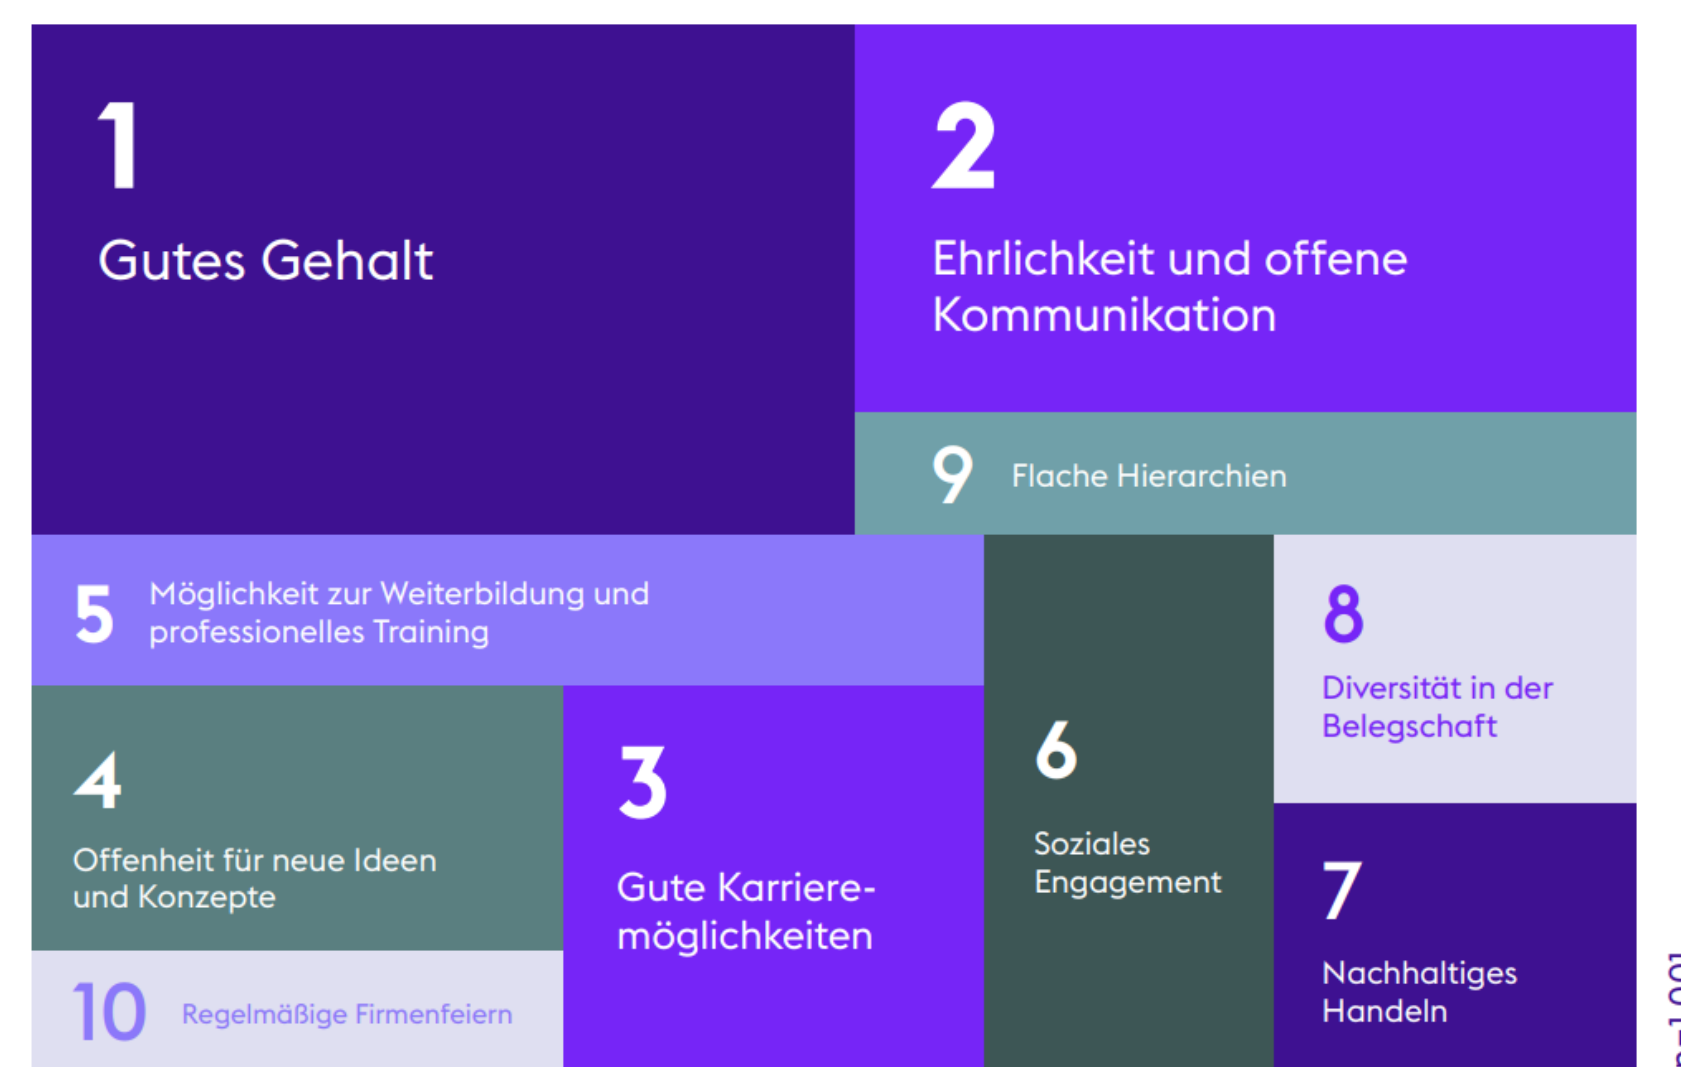 1
Gutes Gehalt
2
Ehrlichkeit und offene
Kommunikation
9
Flache Hierarchien
5
Möglichkeit zur Weiterbildung und
professionelles Training
4
Offenheit für neue Ideen
und Konzepte
3
Gute Karriere-
möglichkeiten
6
Soziales
Engagement
8
Diversität in der
Belegschaft
7
Nachhaltiges
Handeln
10
Regelmäßige Firmenfeiern